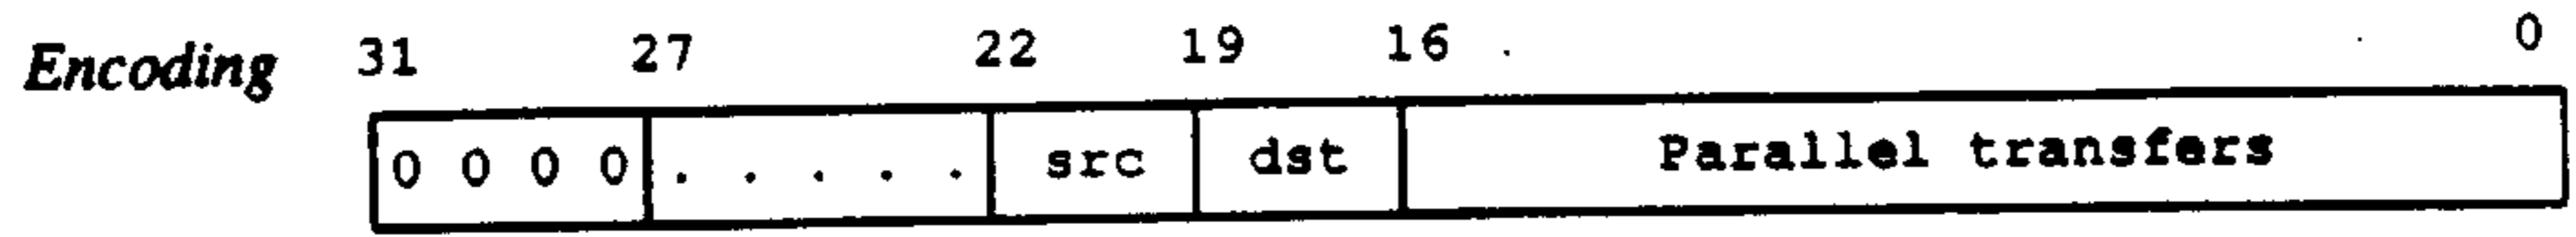 Encoding 31 27 22 19 16 0
0 0 0 0 . . . . . src dst Parallel transfers